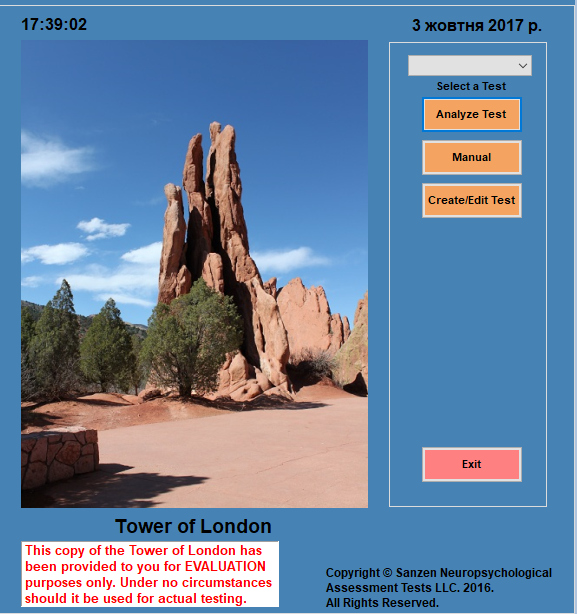 17:39:02
3 жовтня 2017 р.
Select a Test
Analyze Test
Manual
Create/Edit Test
Exit
Tower of London
This copy of the Tower of London has
been provided to you for EVALUATION
purposes only. Under no circumstances
should it be used for actual testing.
Copyright © Sanzen Neuropsychological
Assessment Tests LLC. 2016.
All Rights Reserved.